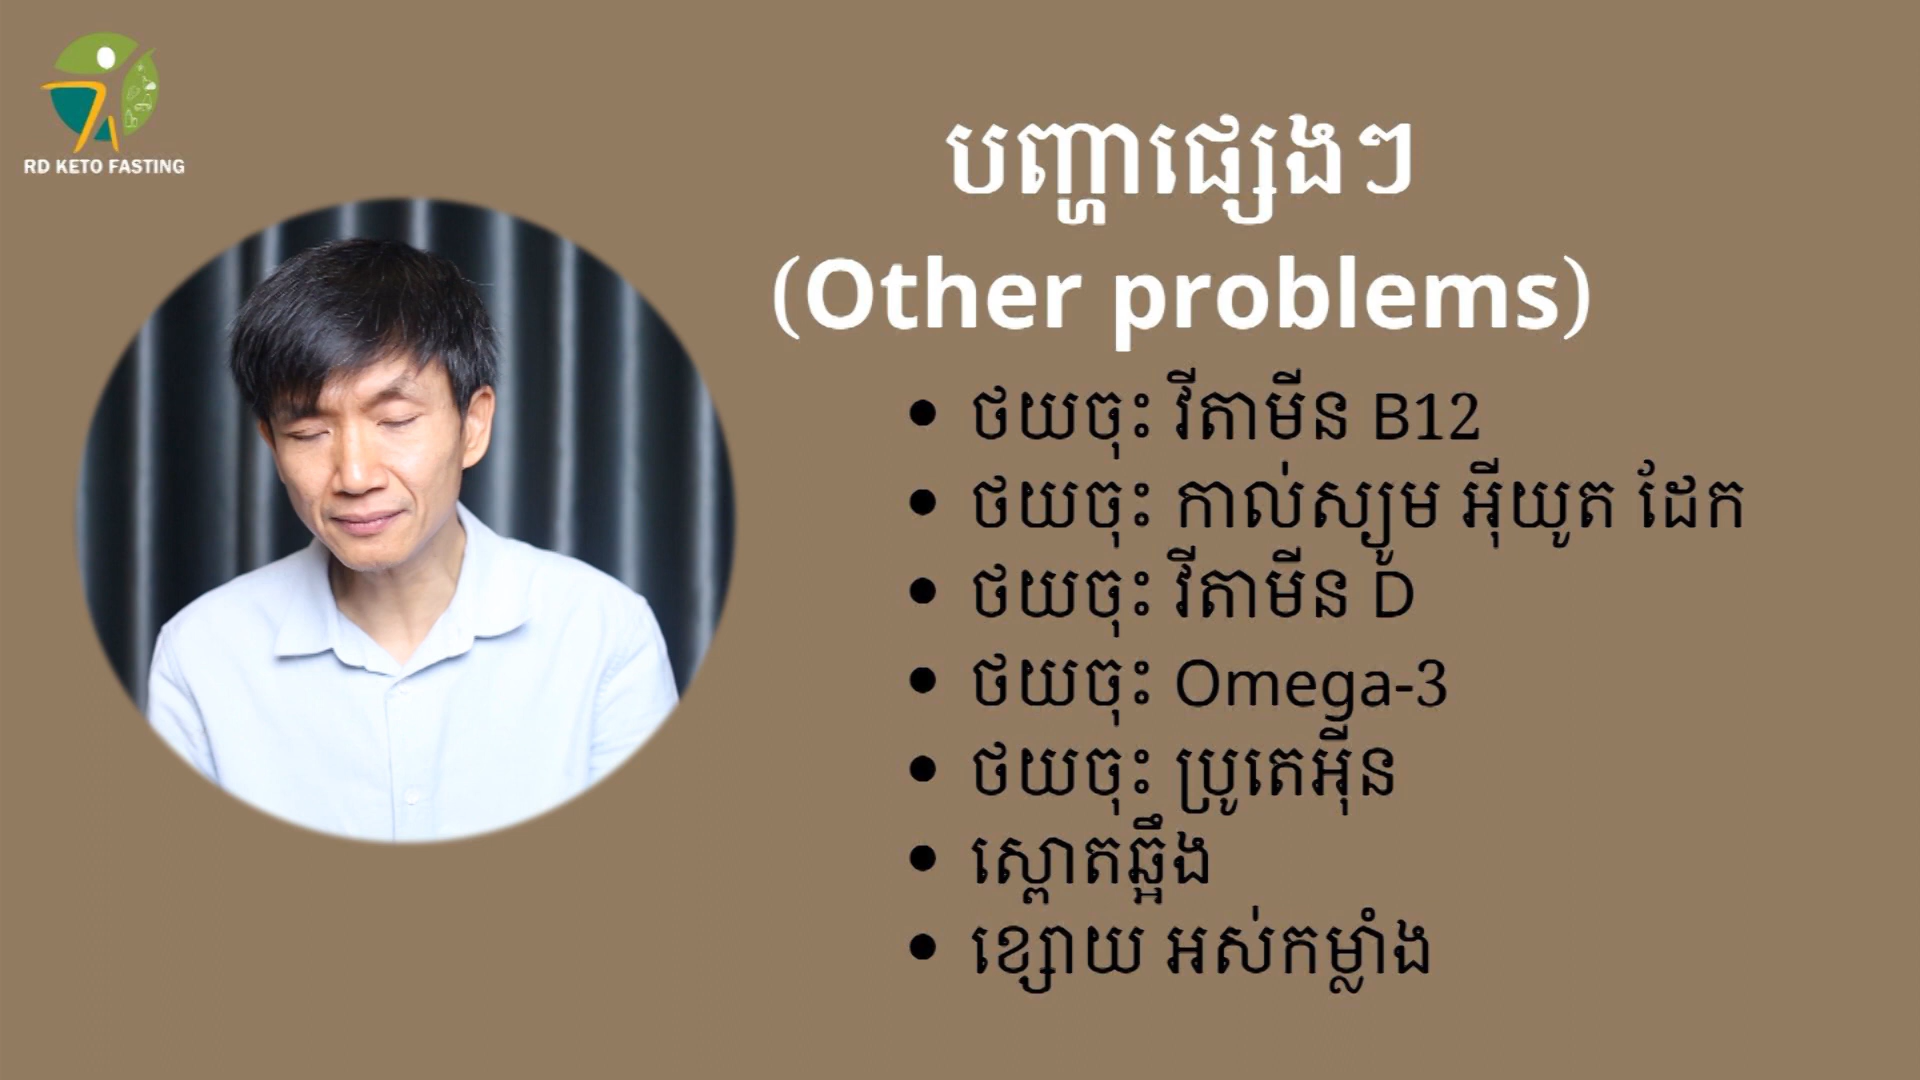 RD KETO FASTING
បញ្ហាផ្សេងៗ
(Other problems)
• ថយចុះ វីតាមីន B12
• ថយចុះ កាល់ស្យូម អ៊ីយូត ដែក
• ថយចុះ វីតាមីន D
• ថយចុះ Omega-3
• ថយចុះ ប្រូតេអ៊ីន
• ស្ពោតឆ្អឹង
• ខ្សោយ អស់កម្លាំង